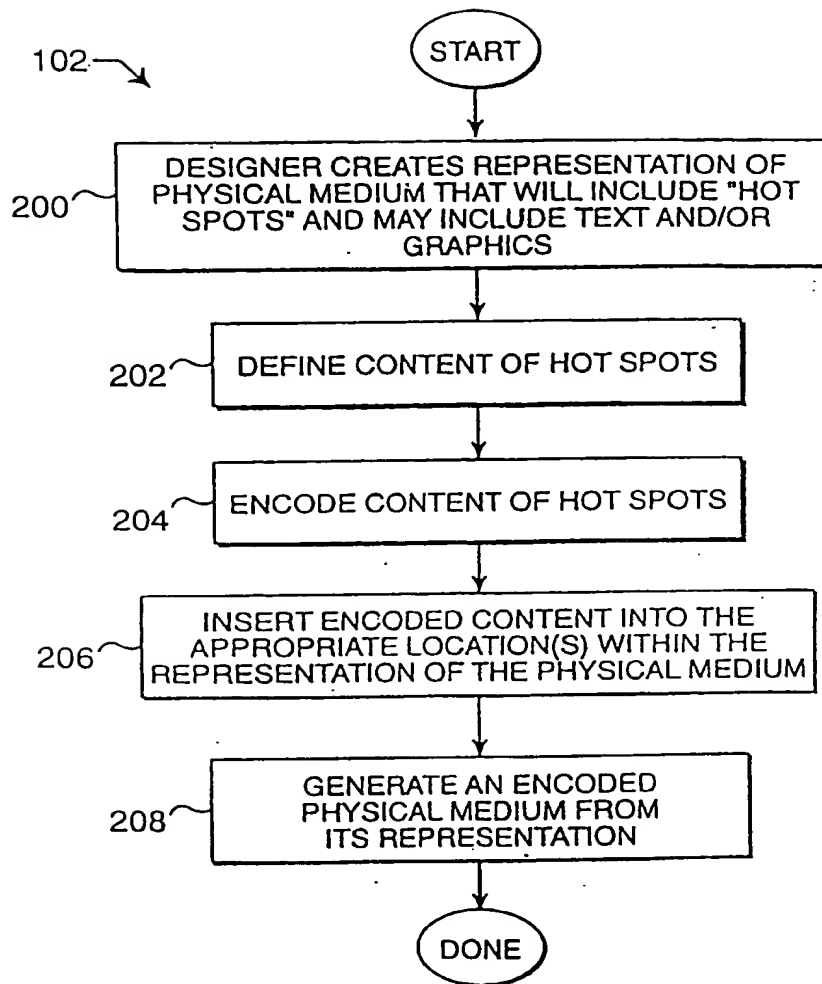 START
102
DESIGNER CREATES REPRESENTATION OF
PHYSICAL MEDIUM THAT WILL INCLUDE "HOT
SPOTS" AND MAY INCLUDE TEXT AND/OR
GRAPHICS
200
DEFINE CONTENT OF HOT SPOTS
202
ENCODE CONTENT OF HOT SPOTS
204
INSERT ENCODED CONTENT INTO THE
APPROPRIATE LOCATION(S) WITHIN THE
REPRESENTATION OF THE PHYSICAL MEDIUM
206
GENERATE AN ENCODED
PHYSICAL MEDIUM FROM
ITS REPRESENTATION
208
DONE